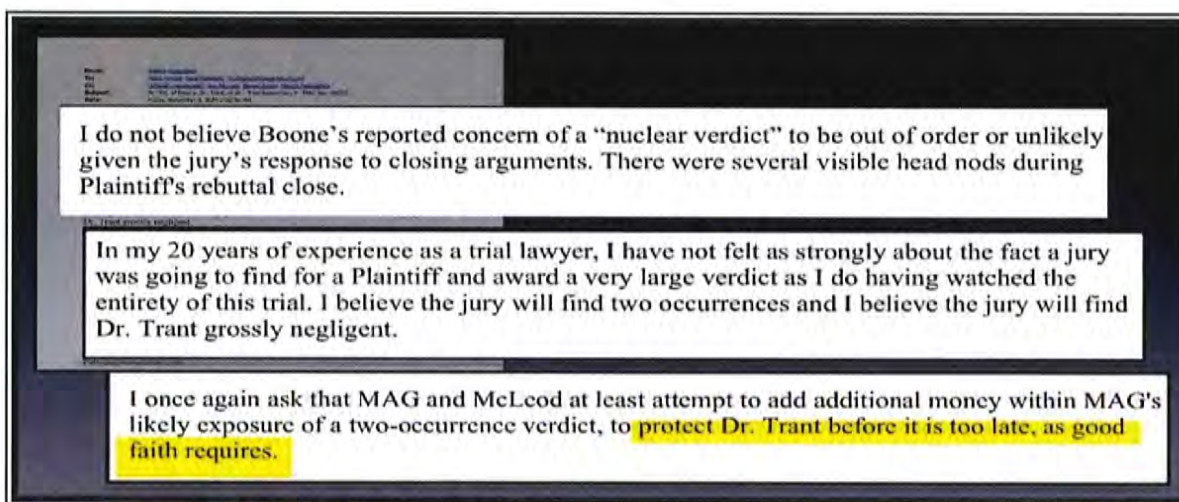 I do not believe Boone's reported concern of a "nuclear verdict" to be out of order or unlikely
given the jury's response to closing arguments. There were several visible head nods during
Plaintiff's rebuttal close.
In my 20 years of experience as a trial lawyer, I have not felt as strongly about the fact a jury
was going to find for a Plaintiff and award a very large verdict as I do having watched the
entirety of this trial. I believe the jury will find two occurrences and I believe the jury will find
Dr. Trant grossly negligent.
I once again ask that MAG and McLeod at least attempt to add additional money within MAG's
likely exposure of a two-occurrence verdict, to protect Dr. Trant before it is too late, as good
faith requires.